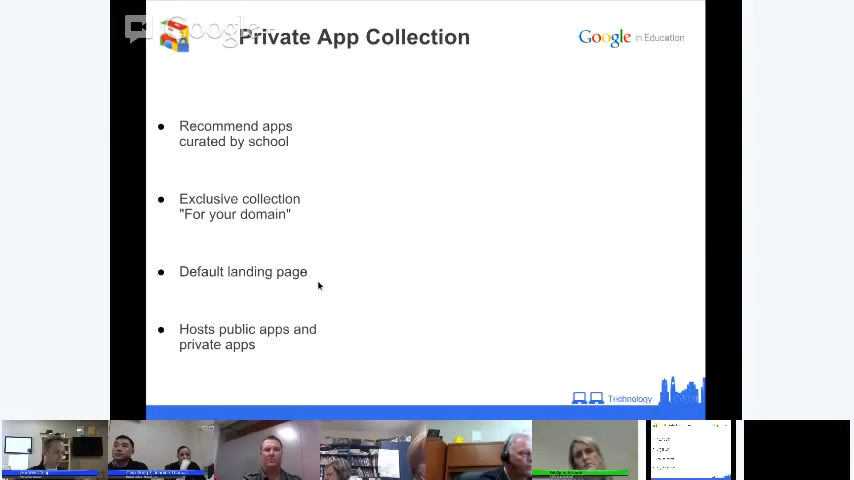 Google+
Private App Collection
Google in Education
● Recommend apps
curated by school
● Exclusive collection
"For your domain"
● Default landing page
● Hosts public apps and
private apps
Technology